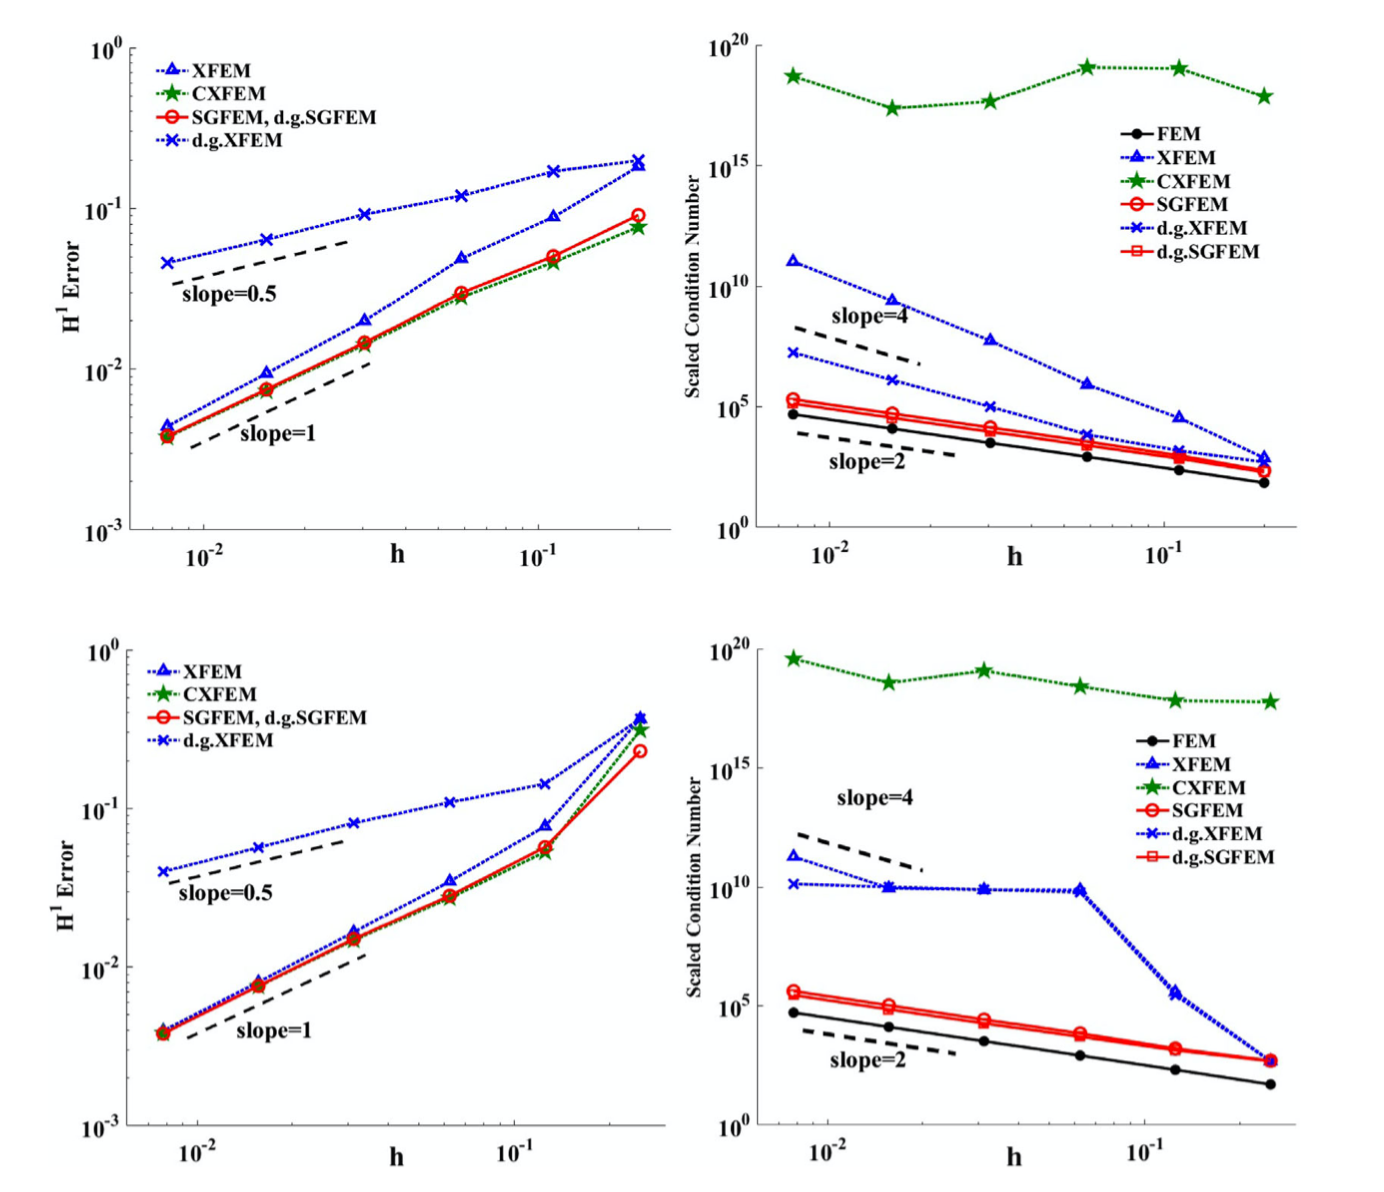 10^0
XFEM
CXFEM
SGFEM, d.g.SGFEM
d.g.XFEM
10^-1
H^1 Error
slope=0.5
10^-2
slope=1
10^-3
10^-2
h
10^-1
10^20
FEM
XFEM
CXFEM
SGFEM
d.g.XFEM
d.g.SGFEM
10^15
Scaled Condition Number
10^10
slope=4
10^5
slope=2
10^0
10^-2
h
10^-1
10^0
XFEM
CXFEM
SGFEM, d.g.SGFEM
d.g.XFEM
10^-1
H^1 Error
slope=0.5
10^-2
slope=1
10^-3
10^-2
h
10^-1
10^20
FEM
XFEM
CXFEM
SGFEM
d.g.XFEM
d.g.SGFEM
10^15
slope=4
Scaled Condition Number
10^10
10^5
slope=2
10^0
10^-2
h
10^-1